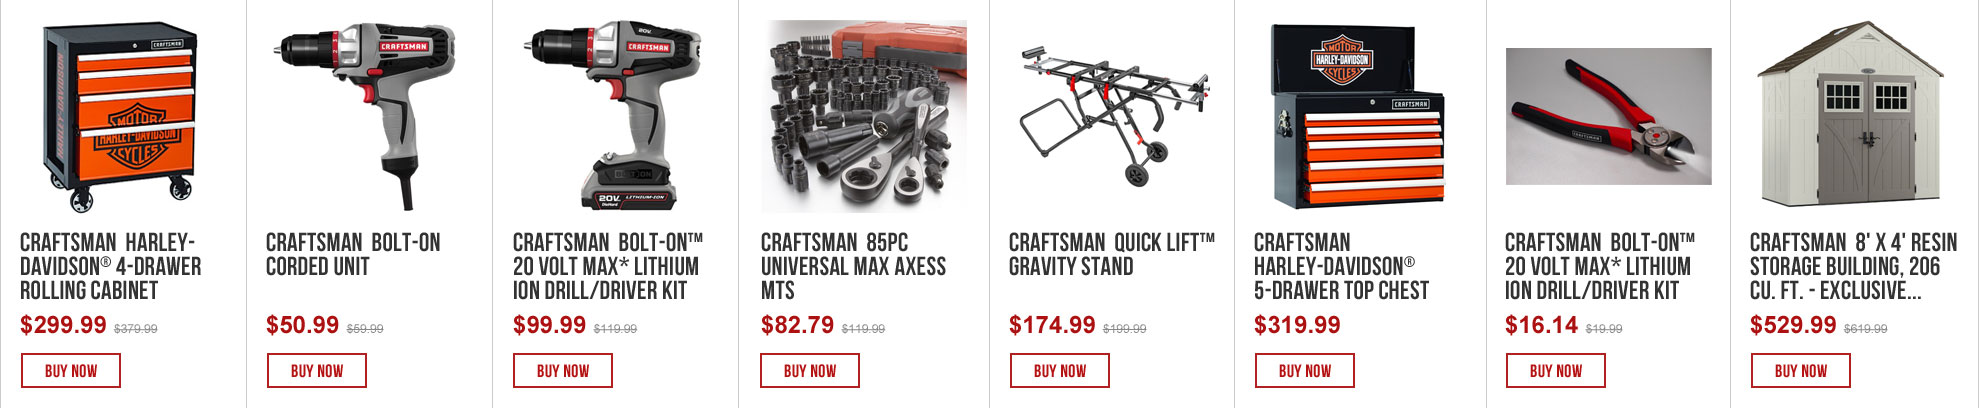 CRAFTSMAN
MOTOR
HARLEY-DAVIDSON
CYCLES
HARLEY-DAVIDSON
CRAFTSMAN HARLEY-
DAVIDSON® 4-DRAWER
ROLLING CABINET
$299.99 $379.99
BUY NOW
CRAFTSMAN
CRAFTSMAN BOLT-ON
CORDED UNIT
$50.99 $59.99
BUY NOW
20V.
CRAFTSMAN
20V. LITHIUM-ION
DieHard
CRAFTSMAN BOLT-ON™
20 VOLT MAX* LITHIUM
ION DRILL/DRIVER KIT
$99.99 $119.99
BUY NOW
CRAFTSMAN 85PC
UNIVERSAL MAX AXESS
MTS
$82.79 $119.99
BUY NOW
CRAFTSMAN QUICK LIFT™
GRAVITY STAND
$174.99 $199.99
BUY NOW
MOTOR
HARLEY-DAVIDSON
CYCLES
CRAFTSMAN
CRAFTSMAN
HARLEY-DAVIDSON®
5-DRAWER TOP CHEST
$319.99
BUY NOW
CRAFTSMAN
CRAFTSMAN BOLT-ON™
20 VOLT MAX* LITHIUM
ION DRILL/DRIVER KIT
$16.14 $19.99
BUY NOW
CRAFTSMAN 8' X 4' RESIN
STORAGE BUILDING, 206
CU. FT. - EXCLUSIVE...
$529.99 $619.99
BUY NOW